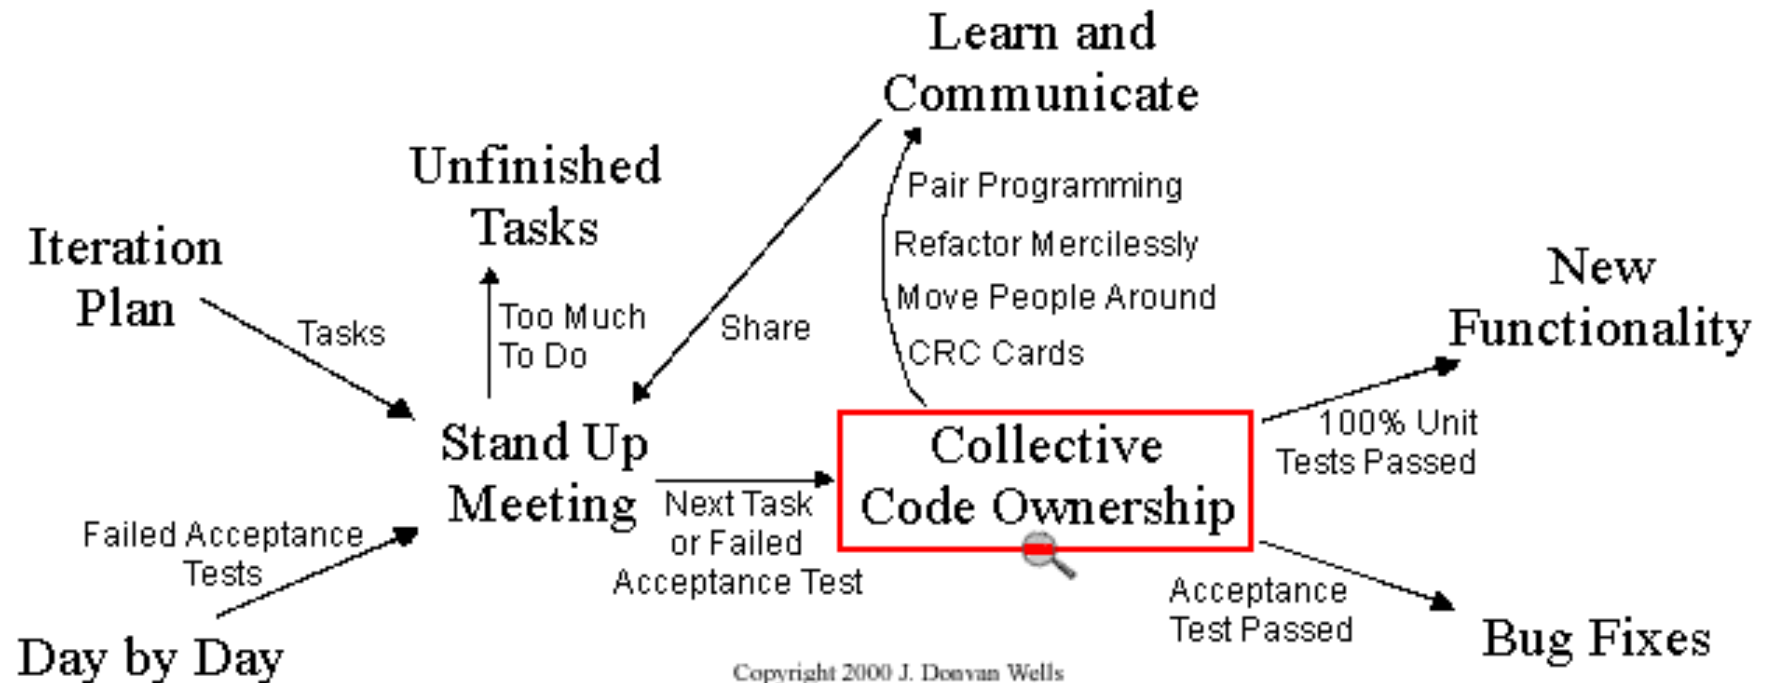 Learn and
Communicate
Unfinished
Tasks
Pair Programming
Iteration
Plan
Refactor Mercilessly
New
Functionality
Move People Around
Too Much
To Do
Share
Tasks
CRC Cards
100% Unit
Tests Passed
Stand Up
Meeting
Collective
Code Ownership
Next Task
or Failed
Acceptance Test
Failed Acceptance
Tests
Acceptance
Test Passed
Day by Day
Bug Fixes
Copyright 2000 J. Donvan Wells